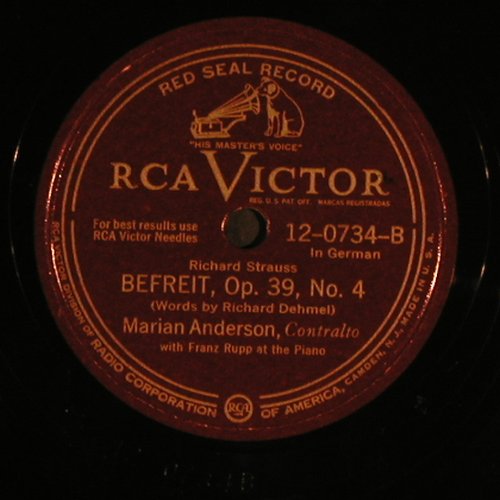 RED SEAL RECORD
"HIS MASTER'S VOICE"
RCA VICTOR
REG. U.S. PAT. OFF. MARCAS REGISTRADAS
For best results use
RCA Victor Needles
12-0734-B
In German
Richard Strauss
BEFREIT, Op. 39, No. 4
(Words by Richard Dehmel)
Marian Anderson, Contralto
with Franz Rupp at the Piano
RCA VICTOR DIVISION OF RADIO CORPORATION OF AMERICA, CAMDEN, N. J. MADE IN U. S. A.
RCA